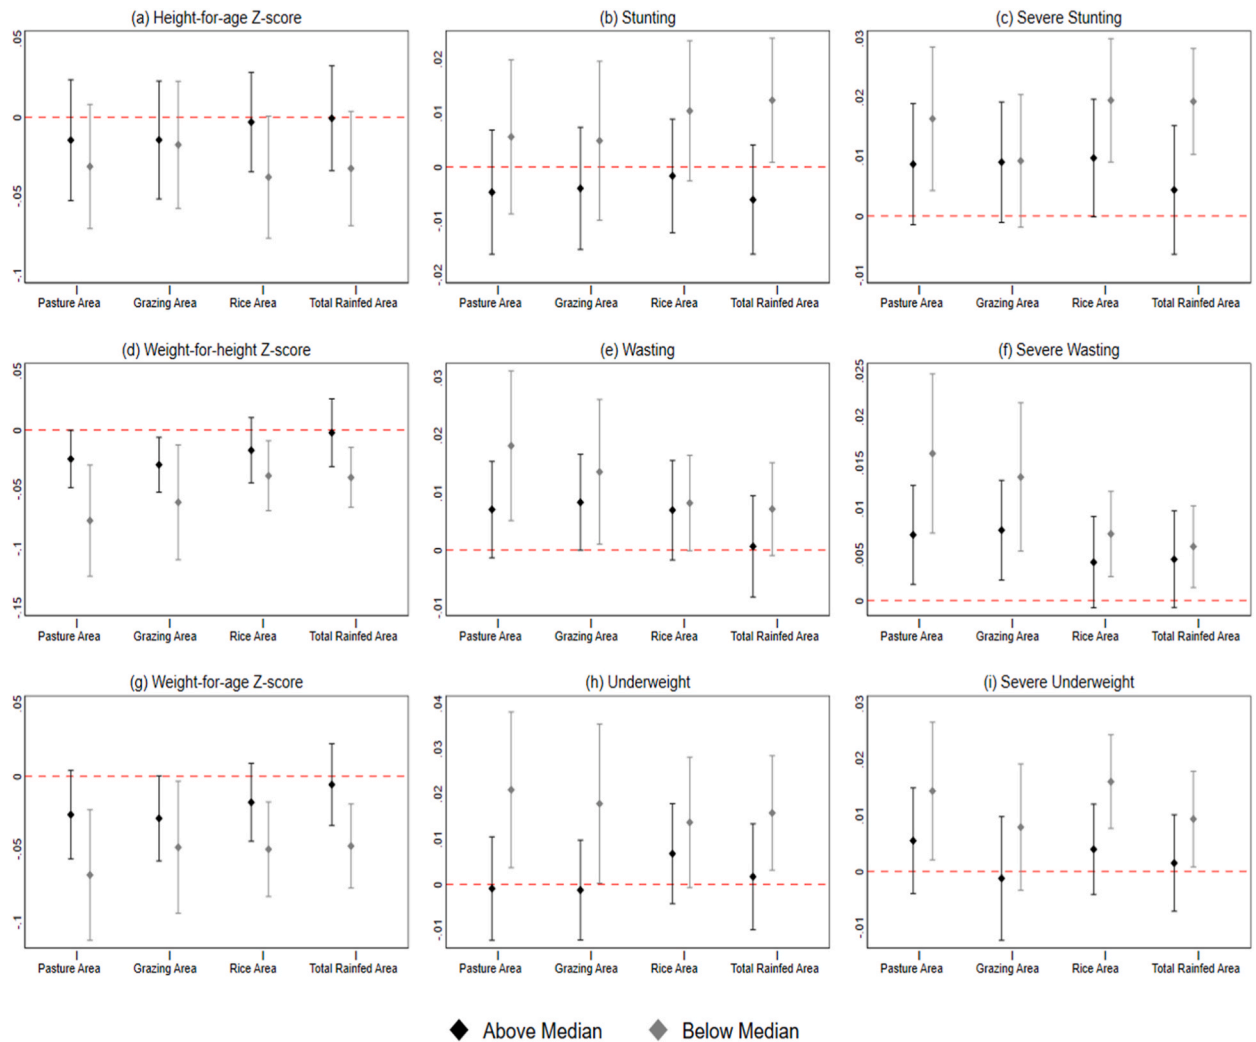 (a) Height-for-age Z-score
.05
0
-.05
-.1
Pasture Area
Grazing Area
Rice Area
Total Rainfed Area
(b) Stunting
.02
.01
0
-.01
-.02
Pasture Area
Grazing Area
Rice Area
Total Rainfed Area
(c) Severe Stunting
.03
.02
.01
0
-.01
Pasture Area
Grazing Area
Rice Area
Total Rainfed Area
(d) Weight-for-height Z-score
.05
0
-.05
-.1
-.15
Pasture Area
Grazing Area
Rice Area
Total Rainfed Area
(e) Wasting
.03
.02
.01
0
-.01
Pasture Area
Grazing Area
Rice Area
Total Rainfed Area
(f) Severe Wasting
.025
.02
.015
.01
.005
0
Pasture Area
Grazing Area
Rice Area
Total Rainfed Area
(g) Weight-for-age Z-score
.05
0
-.05
-.1
Pasture Area
Grazing Area
Rice Area
Total Rainfed Area
(h) Underweight
.04
.03
.02
.01
0
-.01
Pasture Area
Grazing Area
Rice Area
Total Rainfed Area
(i) Severe Underweight
.03
.02
.01
0
-.01
Pasture Area
Grazing Area
Rice Area
Total Rainfed Area
Above Median
Below Median